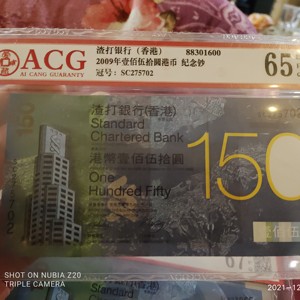 ACG
AI CANG GUARANTY
渣打银行（香港） 88301600
2009年壹佰伍拾圆港币 纪念钞
冠号：SC275702
65
渣打銀行(香港)
Standard
Chartered Bank
港幣壹佰伍拾圓
One
Hundred Fifty
150
SHOT ON NUBIA Z20
TRIPLE CAMERA
2021-12